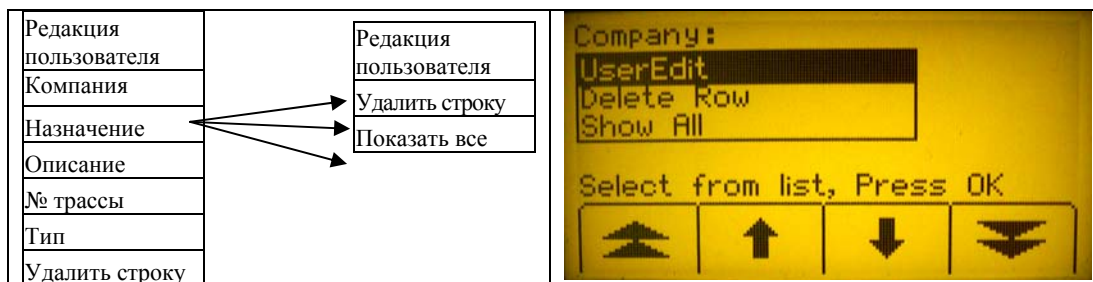 Редакция
пользователя
Компания
Назначение
Описание
№ трассы
Тип
Удалить строку
Редакция
пользователя
Удалить строку
Показать все
Company:
UserEdit
Delete Row
Show All
Select from list, Press OK